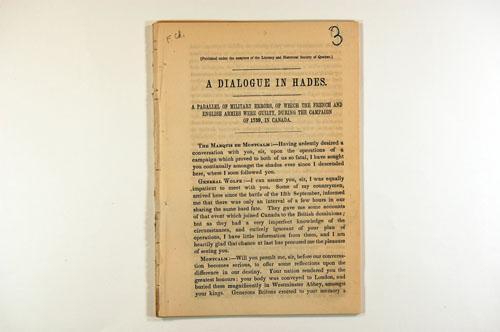 F Ch.
3
[Published under the auspices of the Literary and Historical Society of Quebec.]
A DIALOGUE IN HADES.
A PARALLEL OF MILITARY ERRORS, OF WHICH THE FRENCH AND
ENGLISH ARMIES WERE GUILTY, DURING THE CAMPAIGN
OF 1759, IN CANADA.
THE MARQUIS DE MONTCALM:—Having ardently desired a
conversation with you, sir, upon the operations of a
campaign which proved to both of us so fatal, I have sought
you continually amongst the shades ever since I descended
here, where I soon followed you.
GENERAL WOLFE:—I can assure you, sir, I was equally
impatient to meet with you. Some of my countrymen,
arrived here since the battle of the 13th September, informed
me that there was only an interval of a few hours in our
sharing the same hard fate. They gave me some accounts
of that event which joined Canada to the British dominions;
but as they had a very imperfect knowledge of the
circumstances, and entirely ignorant of your plan of
operations, I have little information from them, and I am
heartily glad that chance at last has procured me the pleasure
of seeing you.
MONTCALM:—Will you permit me, sir, before our conversa-
tion becomes serious, to offer some reflections upon the
difference in our destiny. Your nation rendered you the
greatest honours: your body was conveyed to London, and
buried there magnificently in Westminster Abbey, amongst
your kings. Generous Britons erected to your memory a